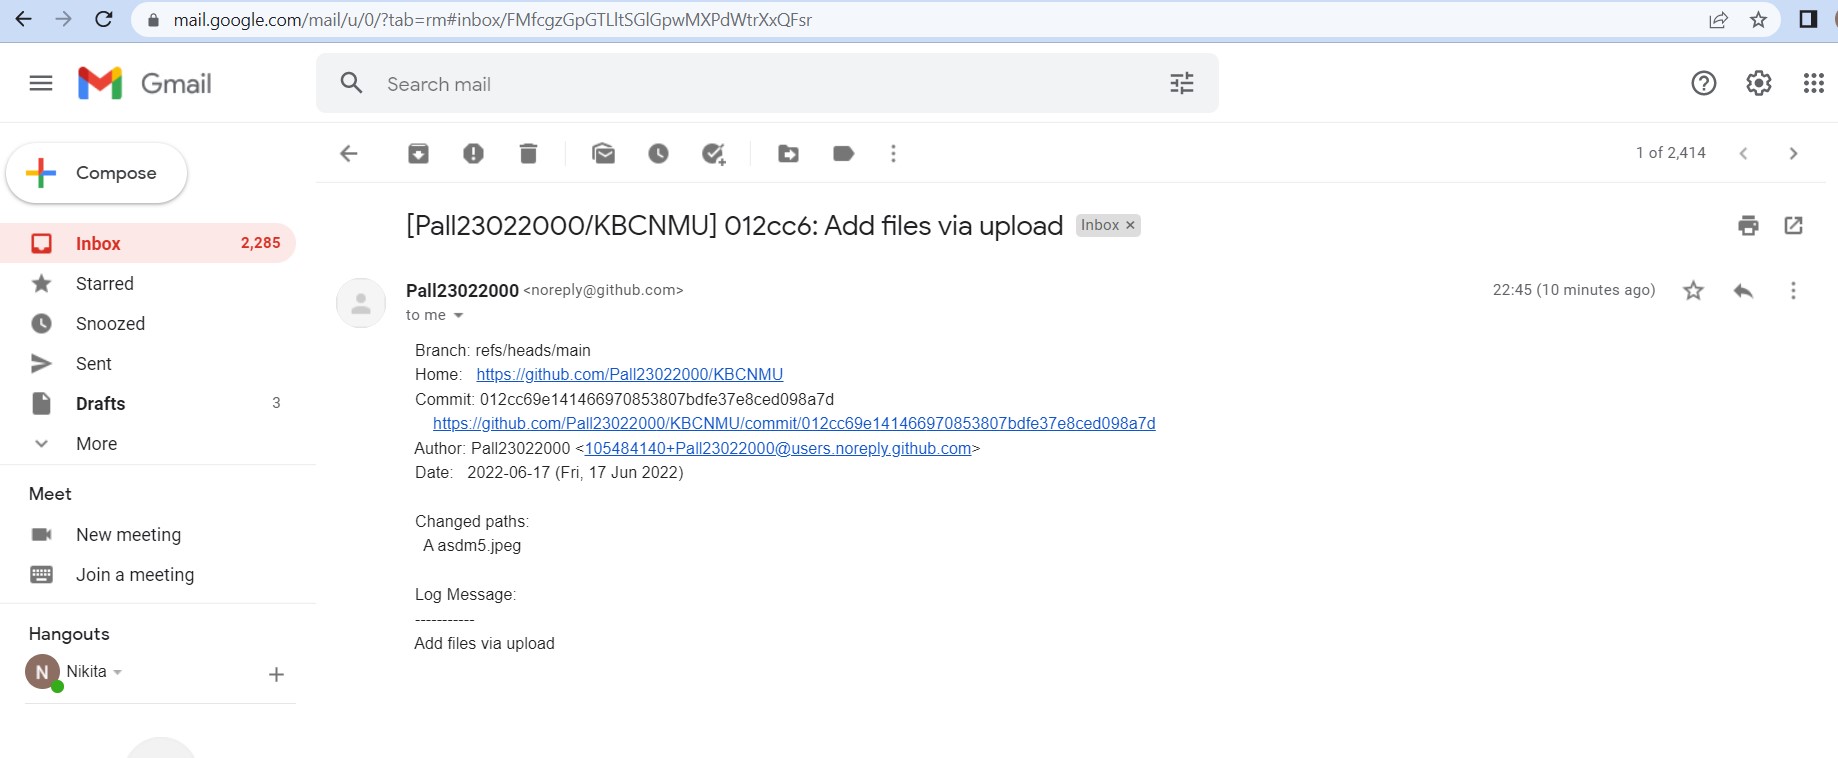 mail.google.com/mail/u/0/?tab=rm#inbox/FMfcgzGpGTLltSGlGpwMXPdWtrXxQFsr
Gmail
Search mail
Compose
1 of 2,414
Inbox 2,285
Starred
Snoozed
Sent
Drafts 3
More
Meet
New meeting
Join a meeting
Hangouts
N Nikita
[Pall23022000/KBCNMU] 012cc6: Add files via upload Inbox ×
Pall23022000 <noreply@github.com> 22:45 (10 minutes ago)
to me
Branch: refs/heads/main
Home: https://github.com/Pall23022000/KBCNMU
Commit: 012cc69e141466970853807bdfe37e8ced098a7d
https://github.com/Pall23022000/KBCNMU/commit/012cc69e141466970853807bdfe37e8ced098a7d
Author: Pall23022000 <105484140+Pall23022000@users.noreply.github.com>
Date: 2022-06-17 (Fri, 17 Jun 2022)
Changed paths:
A asdm5.jpeg
Log Message:
-----------
Add files via upload